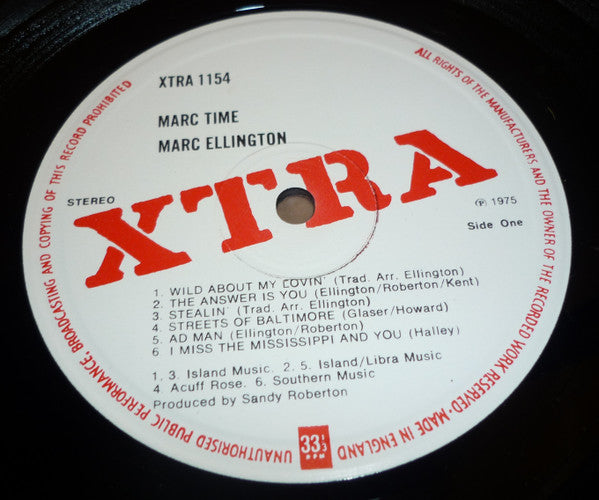 XTRA 1154
MARC TIME
MARC ELLINGTON
STEREO
XTRA
℗ 1975
Side One
1. WILD ABOUT MY LOVIN' (Trad. Arr. Ellington)
2. THE ANSWER IS YOU (Ellington/Roberton/Kent)
3. STEALIN' (Trad. Arr. Ellington)
4. STREETS OF BALTIMORE (Glaser/Howard)
5. AD MAN (Ellington/Roberton)
6. I MISS THE MISSISSIPPI AND YOU (Halley)
1. 3. Island Music. 2. 5. Island/Libra Music
4. Acuff Rose. 6. Southern Music
Produced by Sandy Roberton
33 1/3
RPM
ALL RIGHTS OF THE MANUFACTURERS AND THE OWNER OF THE RECORDED WORK RESERVED·MADE IN ENGLAND
UNAUTHORISED PUBLIC PERFORMANCE, BROADCASTING AND COPYING OF THIS RECORD PROHIBITED